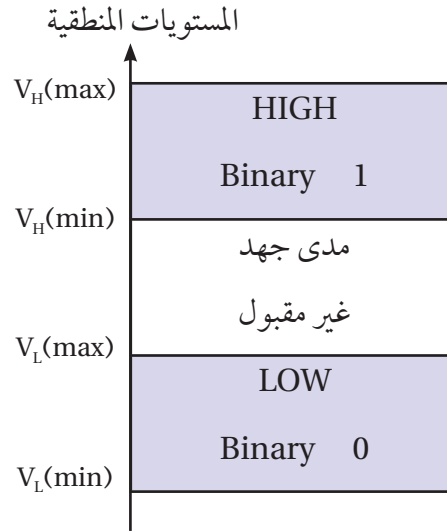 المستويات المنطقية
V_H(max)
HIGH
Binary 1
V_H(min)
مدى جهد
غير مقبول
V_L(max)
LOW
Binary 0
V_L(min)